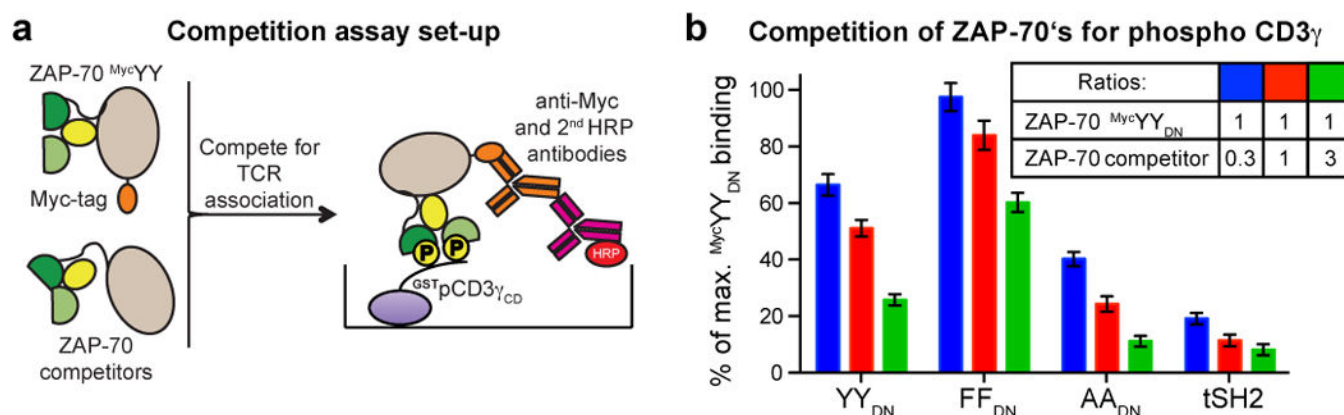 a Competition assay set-up
ZAP-70 ᴹʸᶜYY
Myc-tag
ZAP-70
competitors
Compete for
TCR
association
anti-Myc
and 2ⁿᵈ HRP
antibodies
P P
HRP
ᴳˢᵀpCD3γCD
b Competition of ZAP-70‘s for phospho CD3γ
% of max. ᴹʸᶜYYDN binding
100
80
60
40
20
0
Ratios:
ZAP-70 ᴹʸᶜYYDN 1 1 1
ZAP-70 competitor 0.3 1 3
YYDN FFDN AADN tSH2